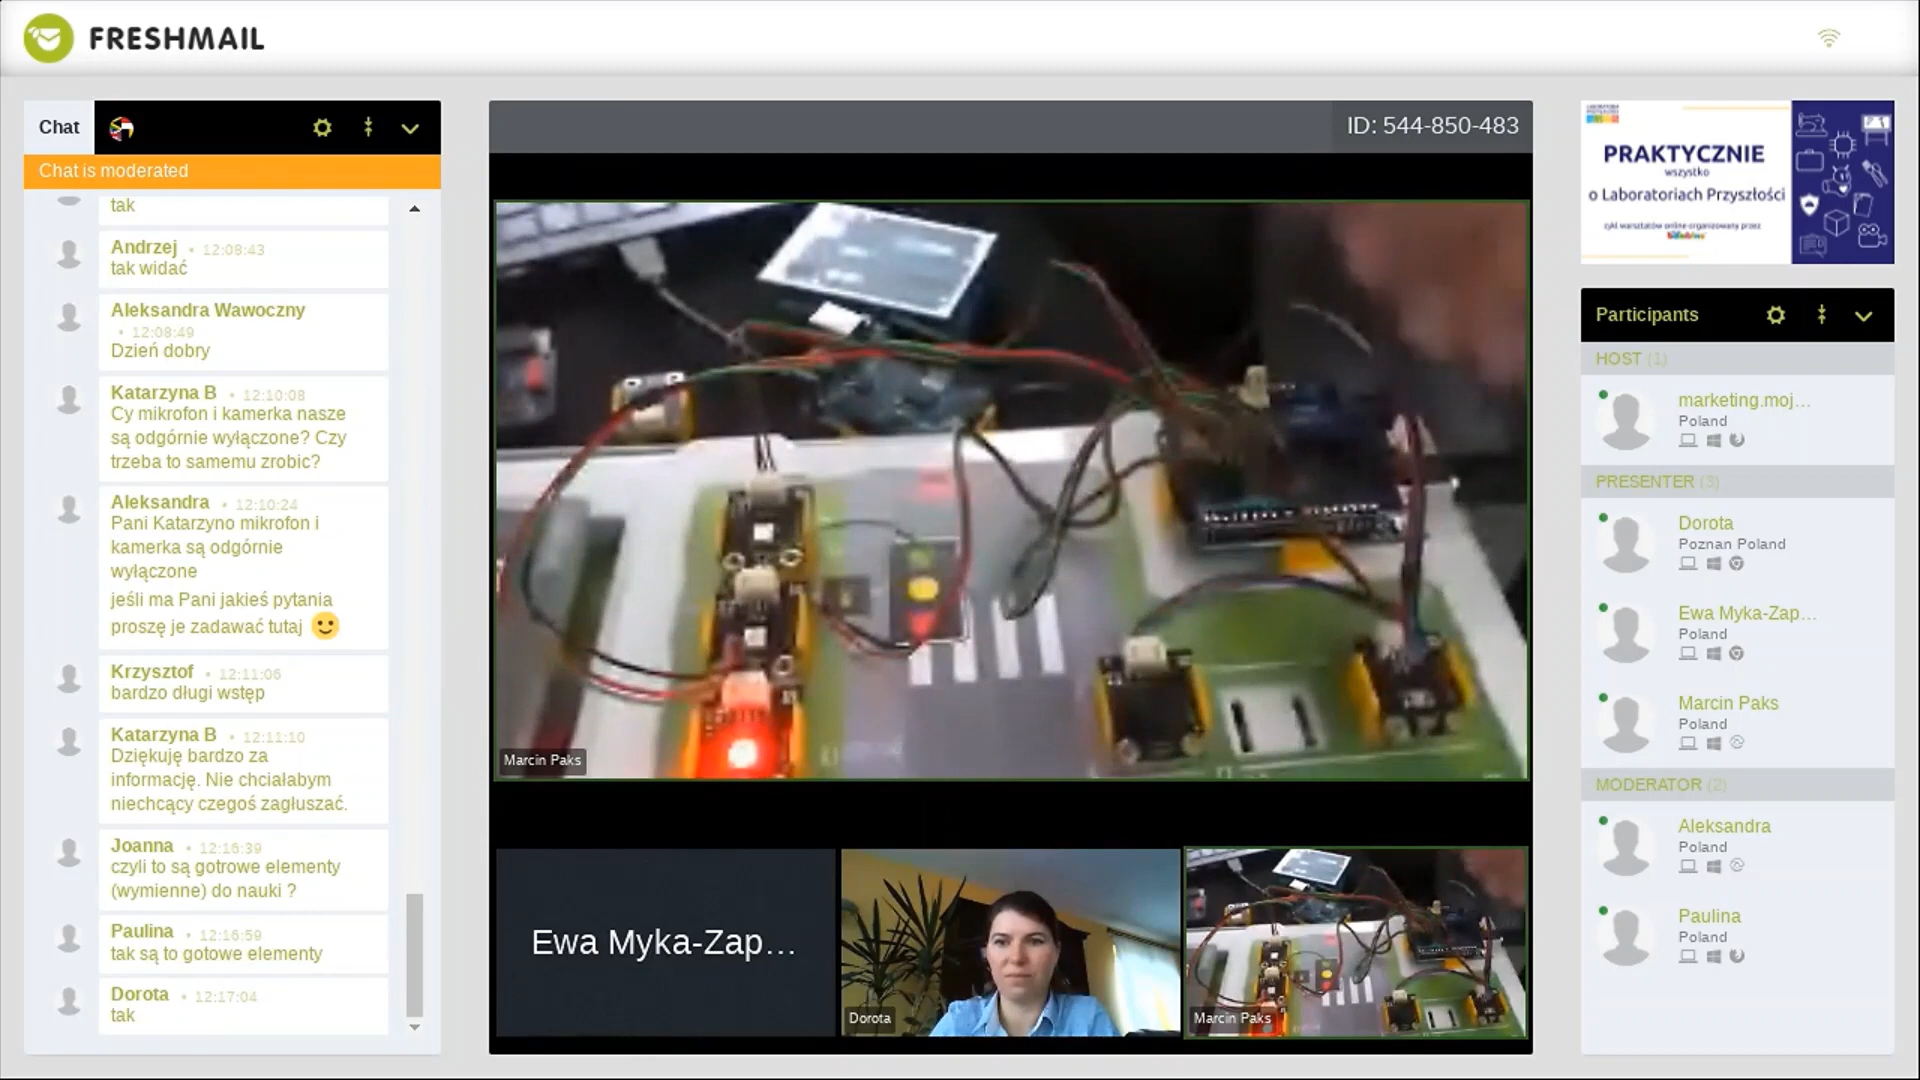 FRESHMAIL
Chat
Chat is moderated
tak
Andrzej • 12:08:43
tak widać
Aleksandra Wawoczny
• 12:08:49
Dzień dobry
Katarzyna B • 12:10:08
Cy mikrofon i kamerka nasze
są odgórnie wyłączone? Czy
trzeba to samemu zrobic?
Aleksandra • 12:10:24
Pani Katarzyno mikrofon i
kamerka są odgórnie
wyłączone
jeśli ma Pani jakieś pytania
proszę je zadawać tutaj
Krzysztof • 12:11:06
bardzo długi wstęp
Katarzyna B • 12:11:10
Dziękuję bardzo za
informację. Nie chciałabym
niechcący czegoś zagłuszać.
Joanna • 12:16:39
czyli to są gotrowe elementy
(wymienne) do nauki ?
Paulina • 12:16:59
tak są to gotowe elementy
Dorota • 12:17:04
tak
ID: 544-850-483
Marcin Paks
Ewa Myka-Zap...
Dorota
Marcin Paks
PRAKTYCZNIE
wszystko
o Laboratoriach Przyszłości
cykl warsztatów online organizowany przez
Participants
HOST (1)
marketing.moj...
Poland
PRESENTER (3)
Dorota
Poznan Poland
Ewa Myka-Zap...
Poland
Marcin Paks
Poland
MODERATOR (2)
Aleksandra
Poland
Paulina
Poland